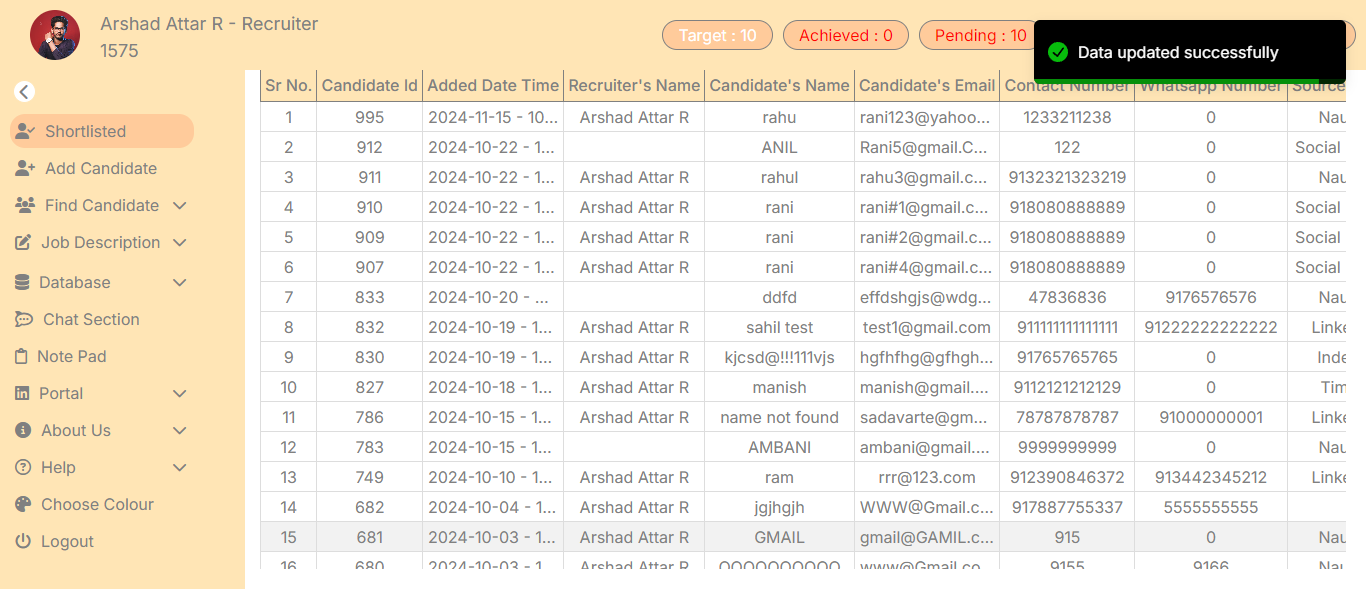 Arshad Attar R - Recruiter
1575
Target : 10 Achieved : 0 Pending : 10
Data updated successfully
Shortlisted
Add Candidate
Find Candidate
Job Description
Database
Chat Section
Note Pad
Portal
About Us
Help
Choose Colour
Logout
Sr No. Candidate Id Added Date Time Recruiter's Name Candidate's Name Candidate's Email Contact Number Whatsapp Number Source
1 995 2024-11-15 - 10... Arshad Attar R rahu rani123@yahoo... 1233211238 0 Nau
2 912 2024-10-22 - 1... ANIL Rani5@gmail.C... 122 0 Social
3 911 2024-10-22 - 1... Arshad Attar R rahul rahu3@gmail.c... 9132321323219 0 Nau
4 910 2024-10-22 - 1... Arshad Attar R rani rani#1@gmail.c... 918080888889 0 Social
5 909 2024-10-22 - 1... Arshad Attar R rani rani#2@gmail.c... 918080888889 0 Social
6 907 2024-10-22 - 1... Arshad Attar R rani rani#4@gmail.c... 918080888889 0 Social
7 833 2024-10-20 - ... ddfd effdshgjs@wdg... 47836836 9176576576 Nau
8 832 2024-10-19 - 1... Arshad Attar R sahil test test1@gmail.com 911111111111111 91222222222222 Linke
9 830 2024-10-19 - 1... Arshad Attar R kjcsd@!!!111vjs hgfhfhg@gfhgh... 91765765765 0 Inde
10 827 2024-10-18 - 1... Arshad Attar R manish manish@gmail.... 9112121212129 0 Tim
11 786 2024-10-15 - 1... Arshad Attar R name not found sadavarte@gm... 78787878787 91000000001 Linke
12 783 2024-10-15 - 1... AMBANI ambani@gmail.... 9999999999 0 Nau
13 749 2024-10-10 - 1... Arshad Attar R ram rrr@123.com 912390846372 913442345212 Linke
14 682 2024-10-04 - 1... Arshad Attar R jgjhgjh WWW@Gmail.c... 917887755337 5555555555
15 681 2024-10-03 - 1... Arshad Attar R GMAIL gmail@GAMIL.c... 915 0 Nau
16 680 2024-10-03 - 1... Arshad Attar R www@Gmail.co... 9155 9166 Nau